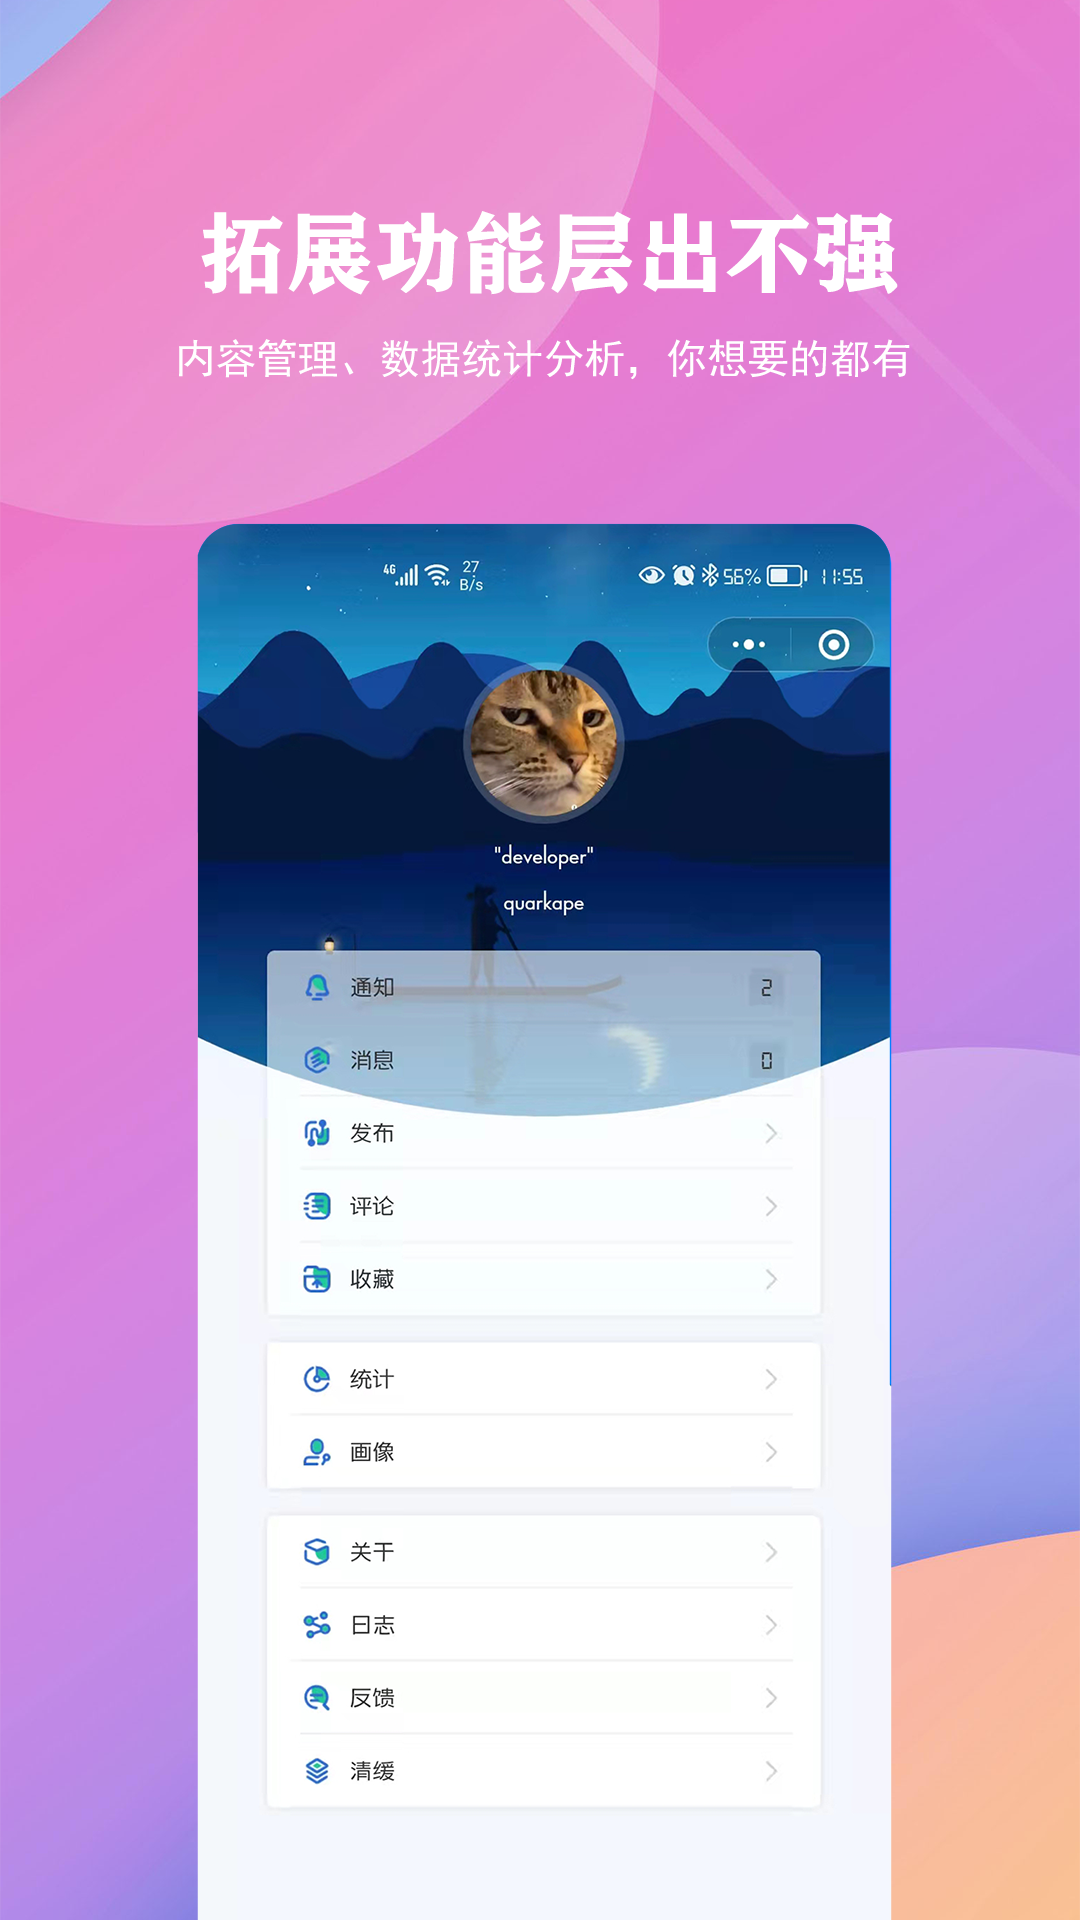 拓展功能层出不强
内容管理、数据统计分析，你想要的都有
4G 27 B/s 56% 11:55
"developer"
quarkape
通知 2
消息 0
发布
评论
收藏
统计
画像
关于
日志
反馈
清缓